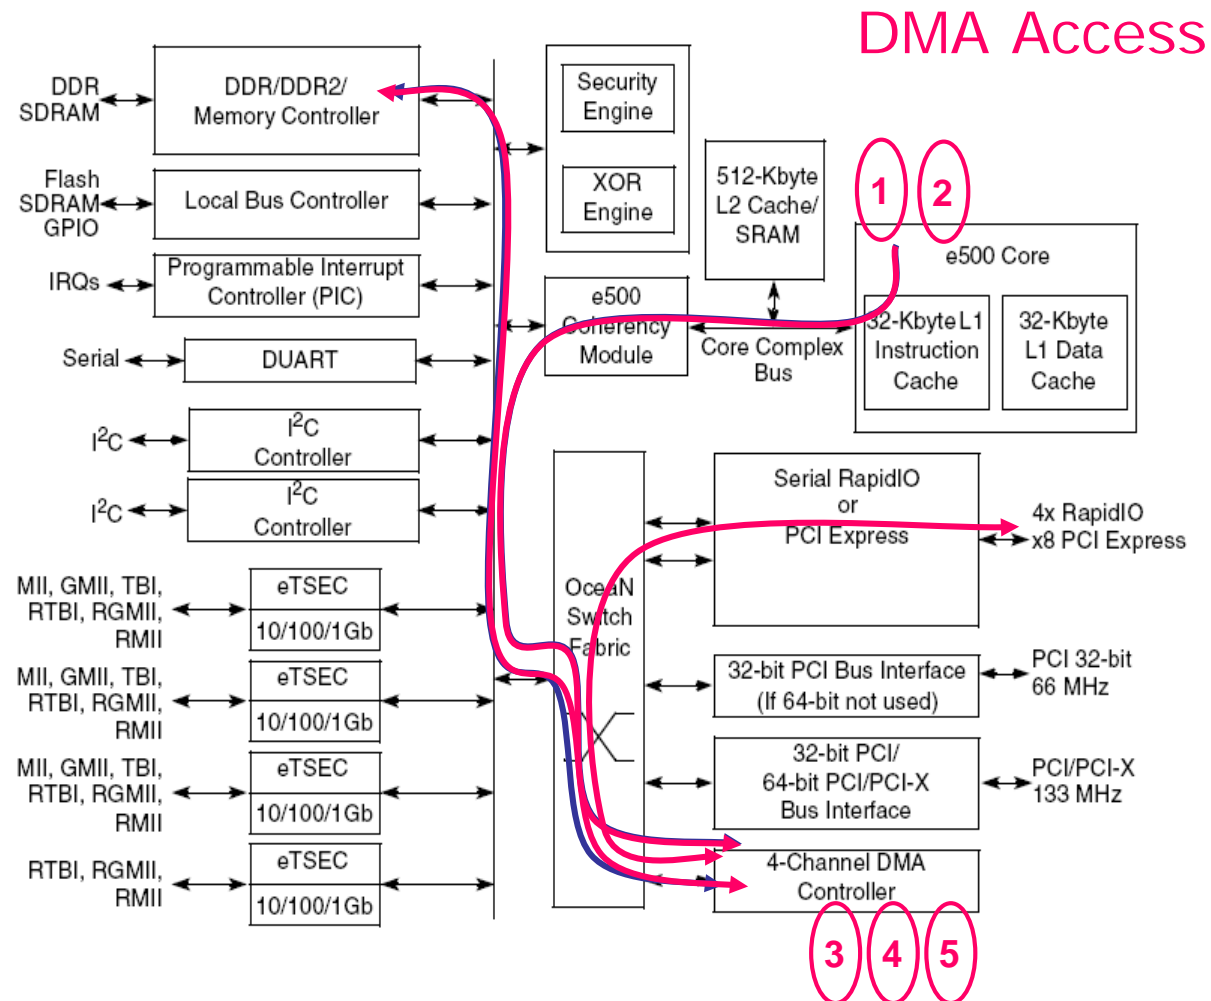 DMA Access
DDR
SDRAM
DDR/DDR2/
Memory Controller
Security
Engine
XOR
Engine
512-Kbyte
L2 Cache/
SRAM
1
2
Flash
SDRAM
GPIO
Local Bus Controller
e500 Core
32-Kbyte L1
Instruction
Cache
32-Kbyte
L1 Data
Cache
IRQs
Programmable Interrupt
Controller (PIC)
e500
Coherency
Module
Core Complex
Bus
Serial
DUART
I2C
I2C
Controller
I2C
I2C
Controller
OceaN
Switch
Fabric
Serial RapidIO
or
PCI Express
4x RapidIO
x8 PCI Express
MII, GMII, TBI,
RTBI, RGMII,
RMII
eTSEC
10/100/1Gb
32-bit PCI Bus Interface
(If 64-bit not used)
PCI 32-bit
66 MHz
MII, GMII, TBI,
RTBI, RGMII,
RMII
eTSEC
10/100/1Gb
32-bit PCI/
64-bit PCI/PCI-X
Bus Interface
PCI/PCI-X
133 MHz
MII, GMII, TBI,
RTBI, RGMII,
RMII
eTSEC
10/100/1Gb
4-Channel DMA
Controller
RTBI, RGMII,
RMII
eTSEC
10/100/1Gb
3
4
5